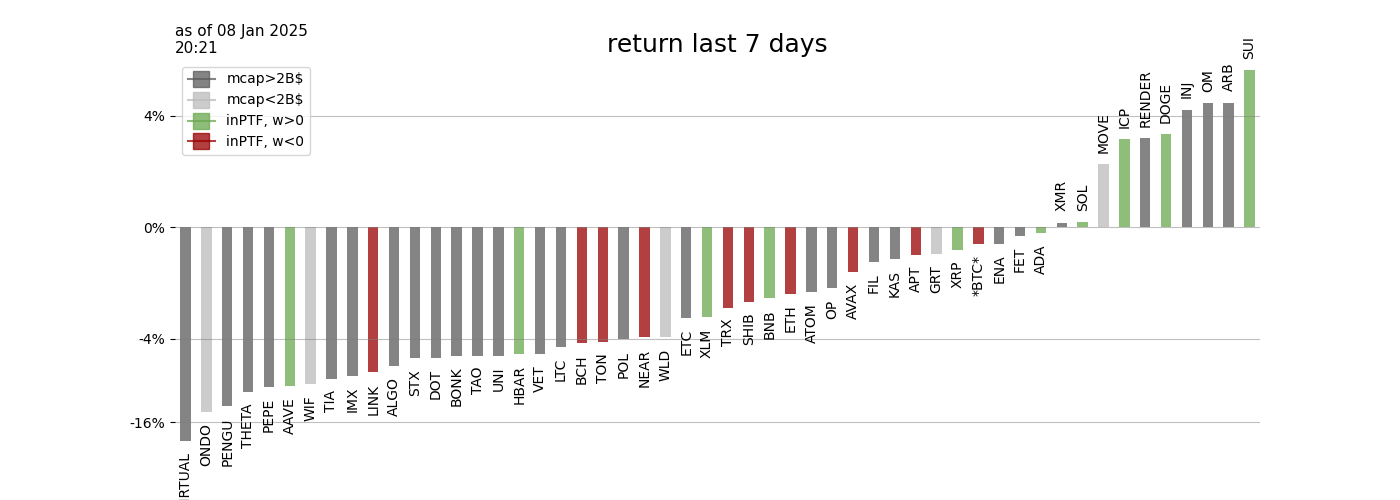 as of 08 Jan 2025
20:21
return last 7 days
mcap>2B$
mcap<2B$
inPTF, w>0
inPTF, w<0
4%
0%
-4%
-16%
RTUAL
ONDO
PENGU
THETA
PEPE
AAVE
WIF
TIA
IMX
LINK
ALGO
STX
DOT
BONK
TAO
UNI
HBAR
VET
LTC
BCH
TON
POL
NEAR
WLD
ETC
XLM
TRX
SHIB
BNB
ETH
ATOM
OP
AVAX
FIL
KAS
APT
GRT
XRP
*BTC*
ENA
FET
ADA
XMR
SOL
MOVE
ICP
RENDER
DOGE
INJ
OM
ARB
SUI